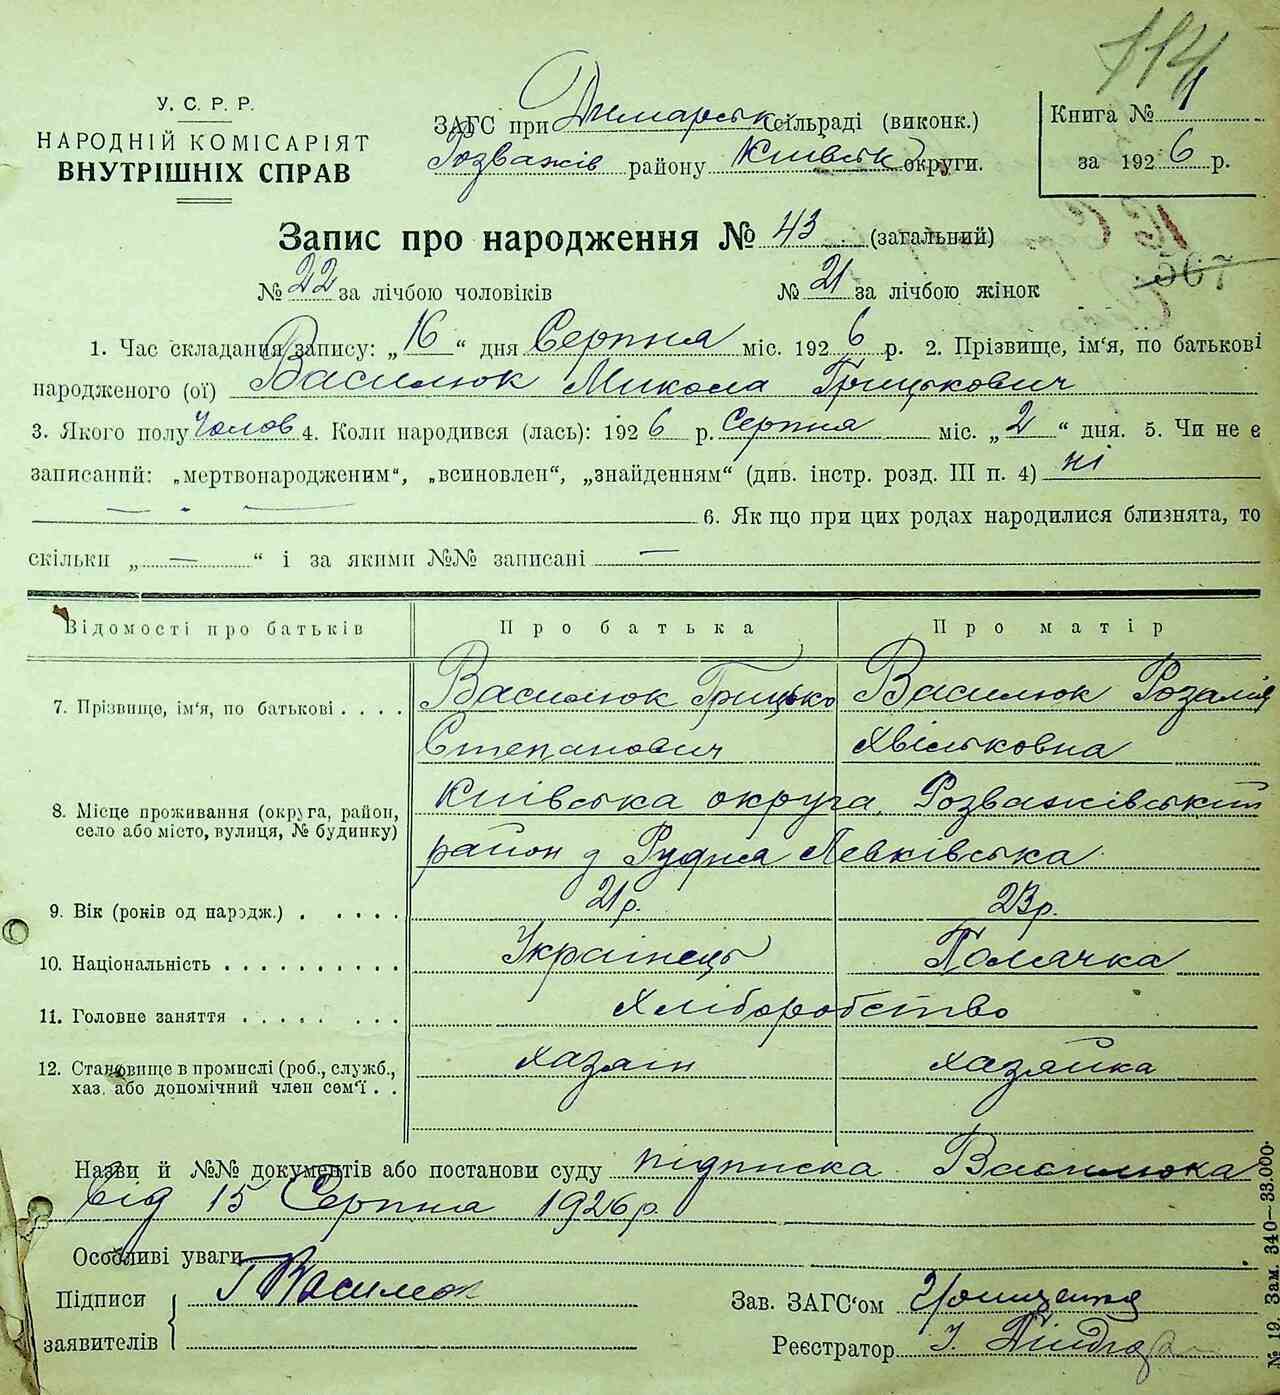 114
У. С. Р. Р.
НАРОДНІЙ КОМІСАРІЯТ
ВНУТРІШНІХ СПРАВ
ЗАГС при Димарськ. Сільраді (виконк.)
Розважів району Київськ округи.
Книга №
за 1926 р.
Запис про народження № 43 (загальний)
567
№ 22 за лічбою чоловіків № 21 за лічбою жінок
1. Час складання запису: „16“ дня Серпня міс. 1926 р. 2. Прізвище, ім'я, по батькові
народженого (ої) Василюк Микола Грицькович
3. Якого полу Чолов 4. Коли народився (лась): 1926 р. Серпня міс. „2“ дня. 5. Чи не є
записаний: „мертвонародженим“, „всиновлен“, „знайденням“ (див. інстр. розд. III п. 4) ні
— . — 6. Як що при цих родах народилися близнята, то
скільки „ — “ і за якими №№ записані —
Відомості про батьків Про батька Про матір
7. Прізвище, ім'я, по батькові . . . . Василюк Грицько Василюк Розалія
Степанович Хвільковна
8. Місце проживання (округа, район, село або місто, вулиця, № будинку) Київська округа, Розважівський
район д Рудня Левківська
9. Вік (років од народж.) . . . . . 21 р. 23 р.
10. Національність . . . . . . . . . Українець Полячка
11. Головне заняття . . . . . . . Хліборобство
12. Становище в промислі (роб., служб., хазаін хазяйка
хаз. або допомічний член сем'ї . .
Назви й №№ документів або постанови суду підписка Василюка
від 15 Серпня 1926 р.
Особливі уваги
Підписи Г Василюк Зав. ЗАГС'ом
заявителів Реєстратор І.
№ 19. Зам. 340—33.000.